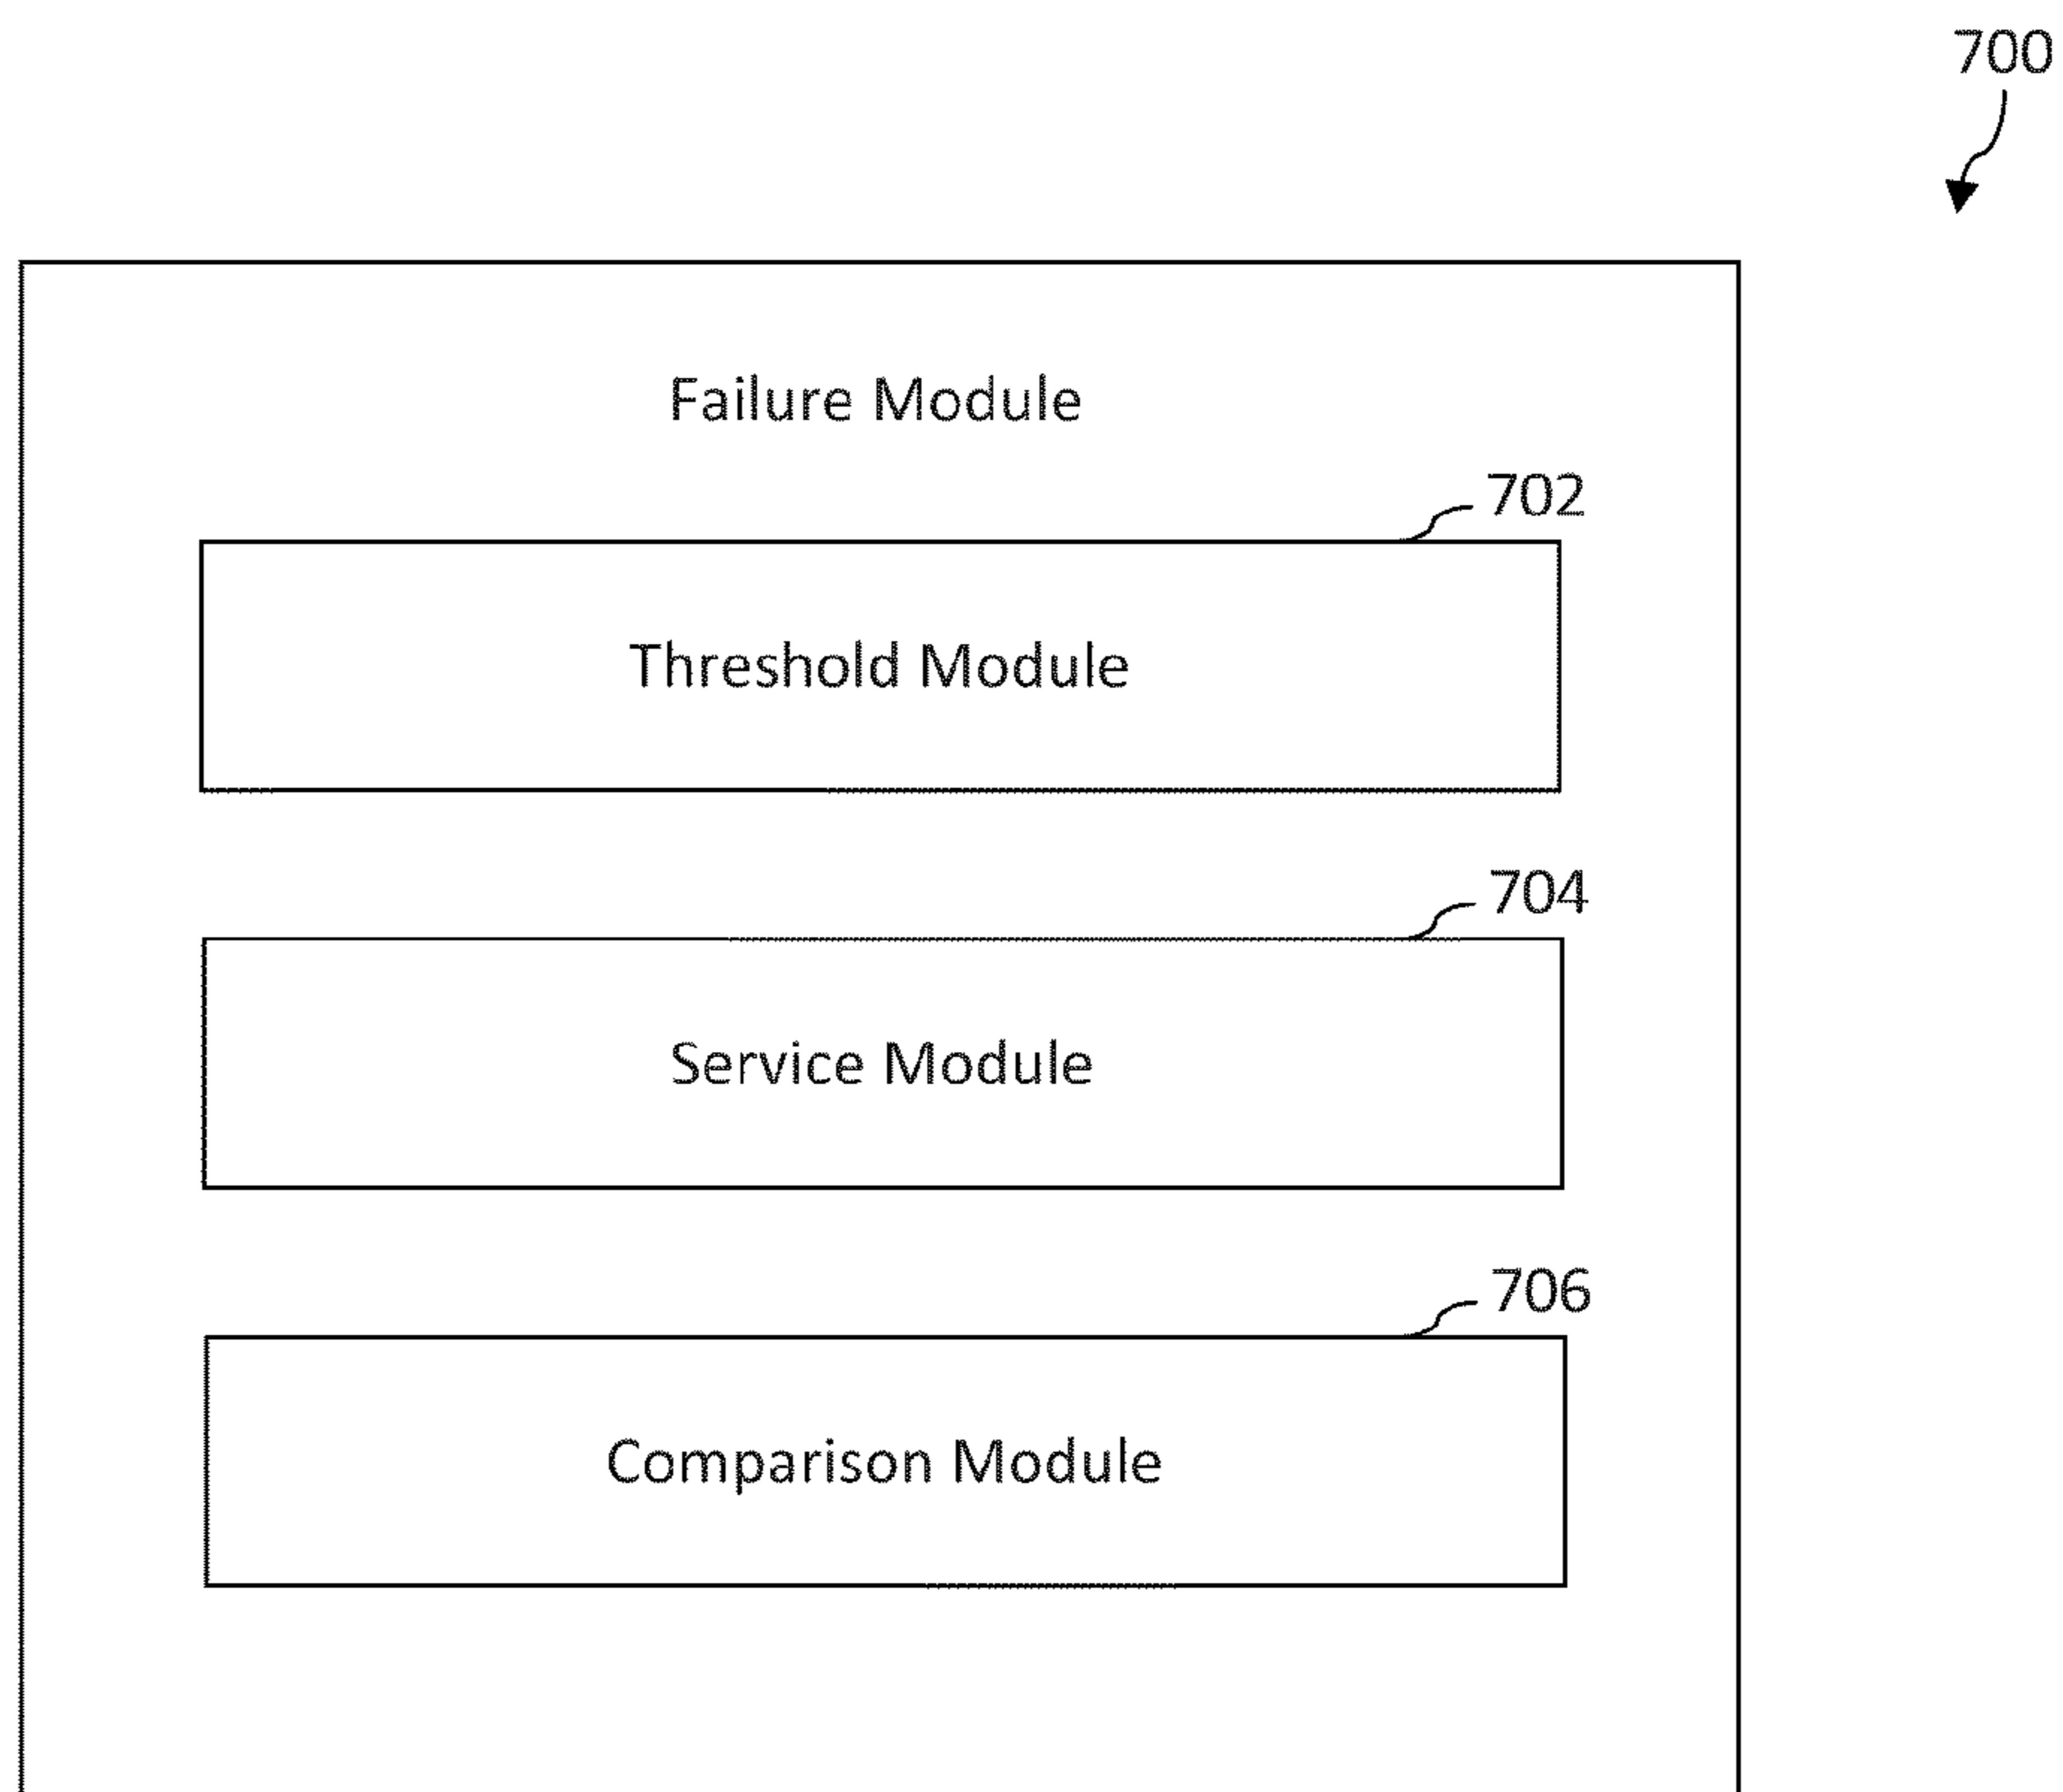 700
Failure Module
702
Threshold Module
704
Service Module
706
Comparison Module